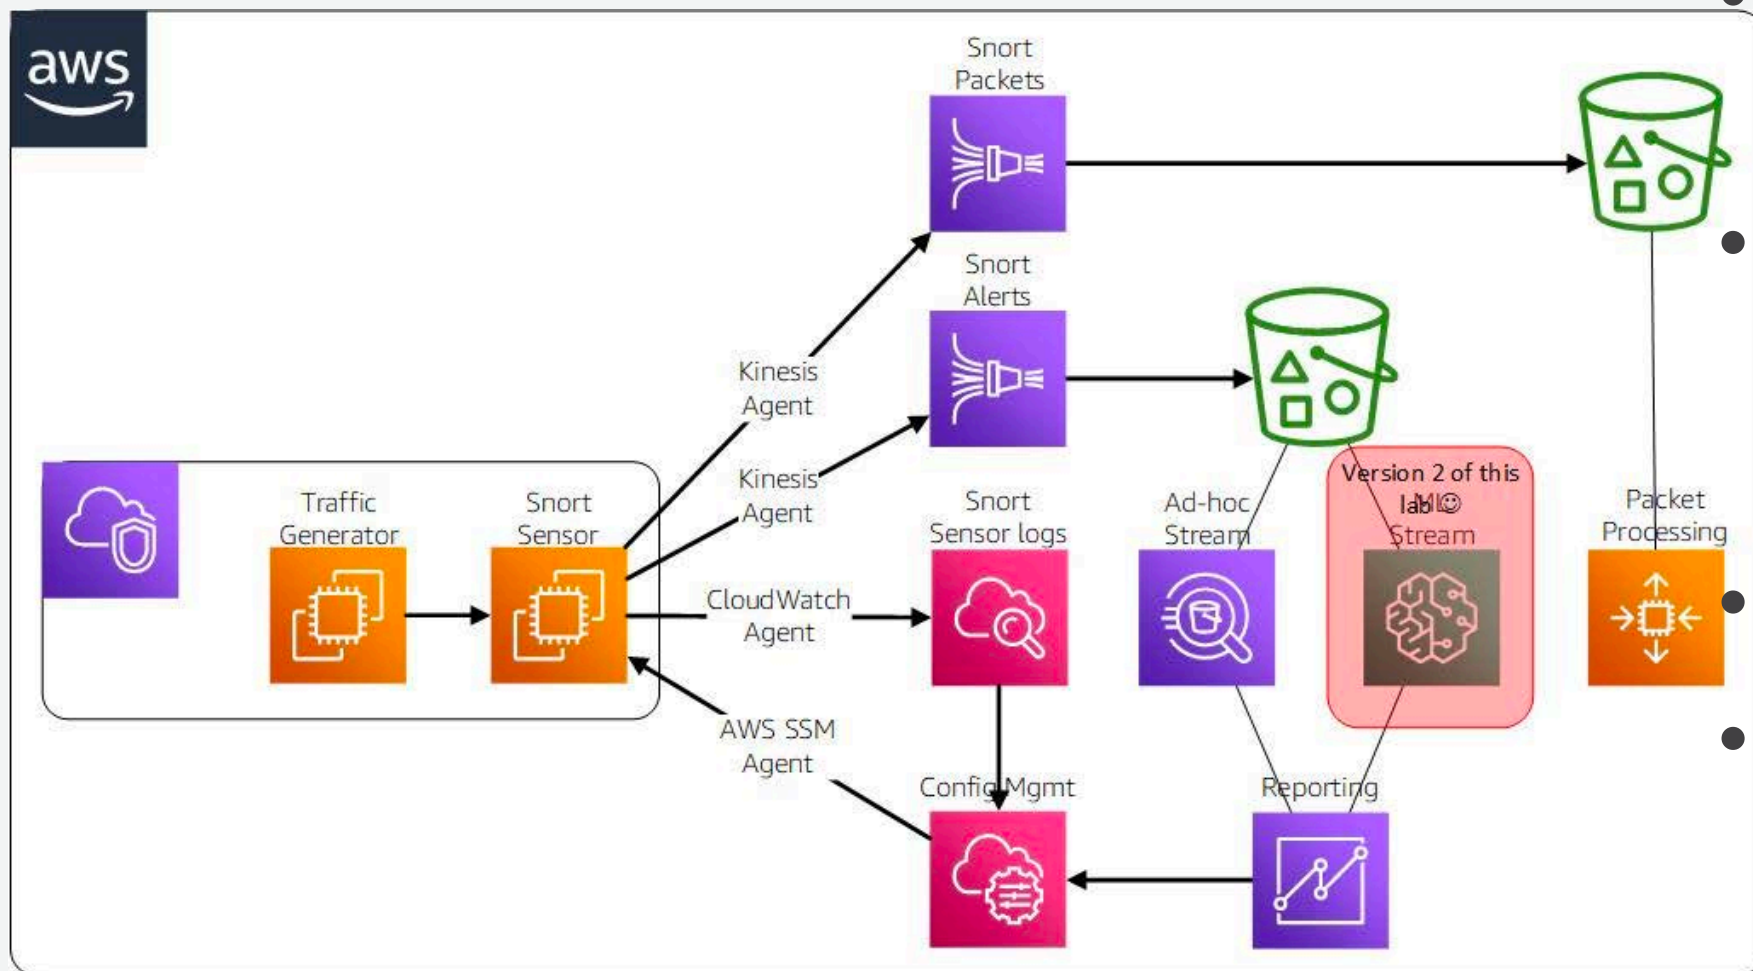 aws
Snort
Packets
Snort
Alerts
Kinesis
Agent
Kinesis
Agent
Traffic
Generator
Snort
Sensor
CloudWatch
Agent
AWS SSM
Agent
Snort
Sensor logs
Config Mgmt
Ad-hoc
Stream
Version 2 of this
lab ☺
ML
Stream
Packet
Processing
Reporting